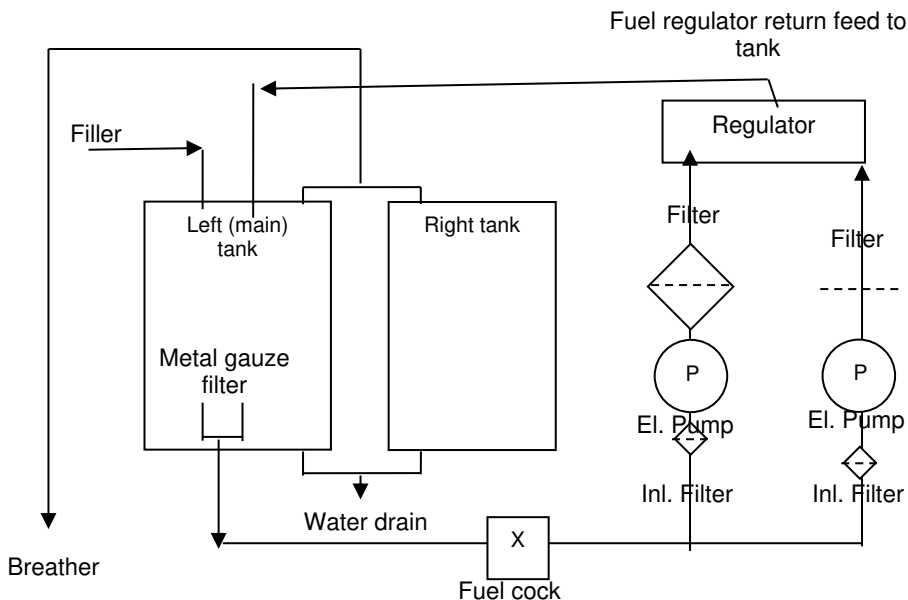 Fuel regulator return feed to
tank
Regulator
Filler
Left (main)
tank
Right tank
Filter
Filter
Metal gauze
filter
P
P
El. Pump
El. Pump
Inl. Filter
Inl. Filter
Water drain
X
Fuel cock
Breather